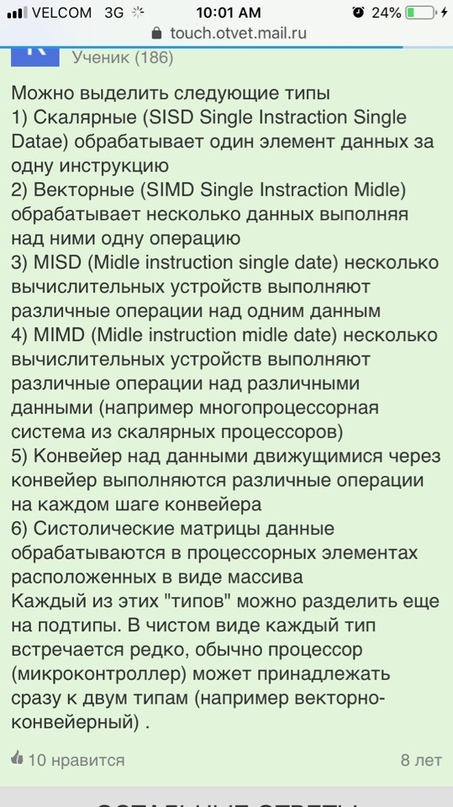 VELCOM 3G 10:01 AM 24%
touch.otvet.mail.ru
Ученик (186)
Можно выделить следующие типы
1) Скалярные (SISD Single Instraction Single
Datae) обрабатывает один элемент данных за
одну инструкцию
2) Векторные (SIMD Single Instraction Midle)
обрабатывает несколько данных выполняя
над ними одну операцию
3) MISD (Midle instruction single date) несколько
вычислительных устройств выполняют
различные операции над одним данным
4) MIMD (Midle instruction midle date) несколько
вычислительных устройств выполняют
различные операции над различными
данными (например многопроцессорная
система из скалярных процессоров)
5) Конвейер над данными движущимися через
конвейер выполняются различные операции
на каждом шаге конвейера
6) Систолические матрицы данные
обрабатываются в процессорных элементах
расположенных в виде массива
Каждый из этих "типов" можно разделить еще
на подтипы. В чистом виде каждый тип
встречается редко, обычно процессор
(микроконтроллер) может принадлежать
сразу к двум типам (например векторно-
конвейерный) .
10 нравится 8 лет
ОСТАЛЬНЫЕ ОТВЕТЫ